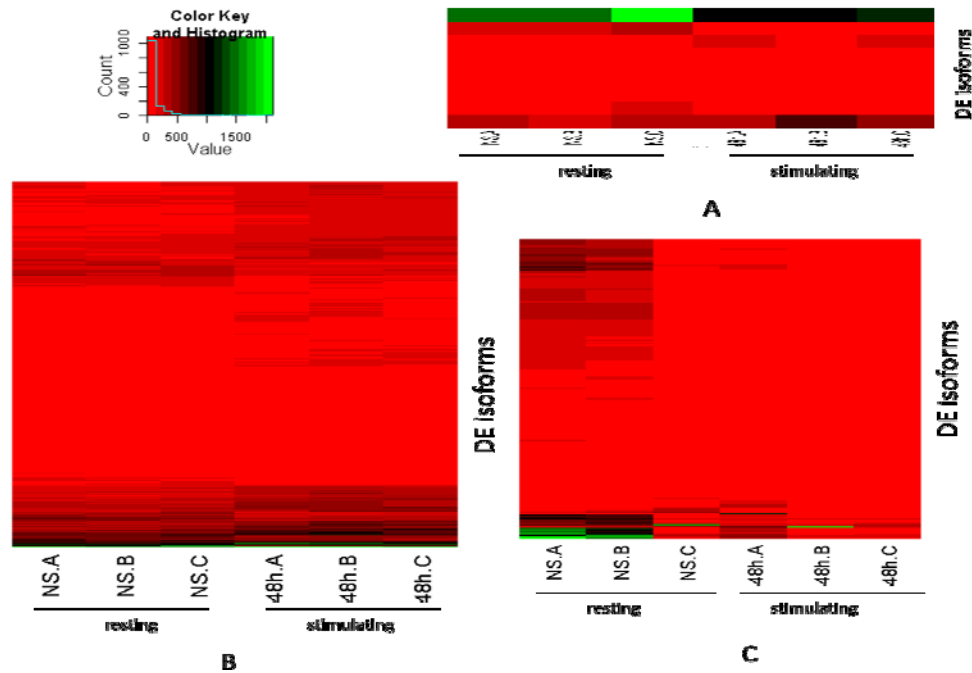 Color Key
and Histogram
Count
0
400
1000
0
500
1500
Value
DE isoforms
resting
stimulating
A
DE isoforms
NS.A
NS.B
NS.C
48h.A
48h.B
48h.C
resting
stimulating
B
DE isoforms
NS.A
NS.B
NS.C
48h.A
48h.B
48h.C
resting
stimulating
C